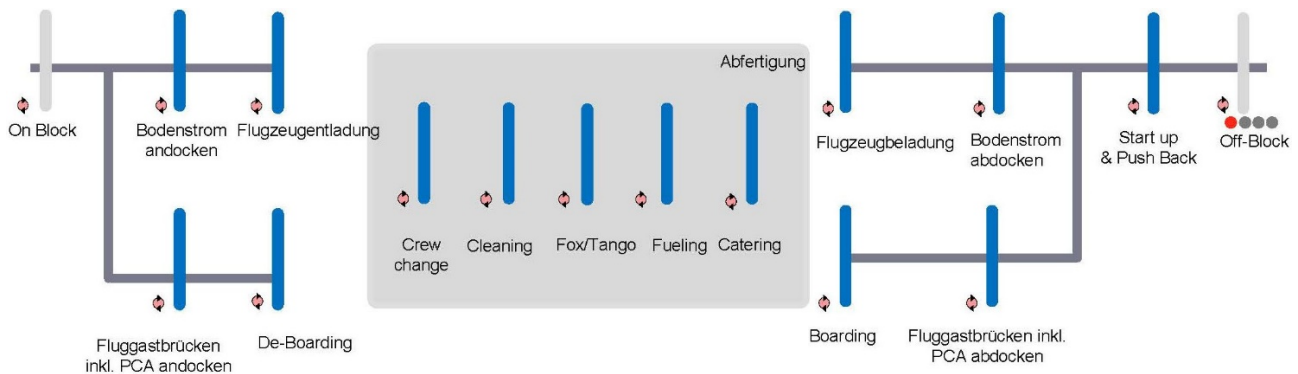 On Block
Bodenstrom
andocken
Flugzeugentladung
Fluggastbrücken
inkl. PCA andocken
De-Boarding
Abfertigung
Crew
change
Cleaning
Fox/Tango
Fueling
Catering
Flugzeugbeladung
Bodenstrom
abdocken
Start up
& Push Back
Off-Block
Boarding
Fluggastbrücken inkl.
PCA abdocken